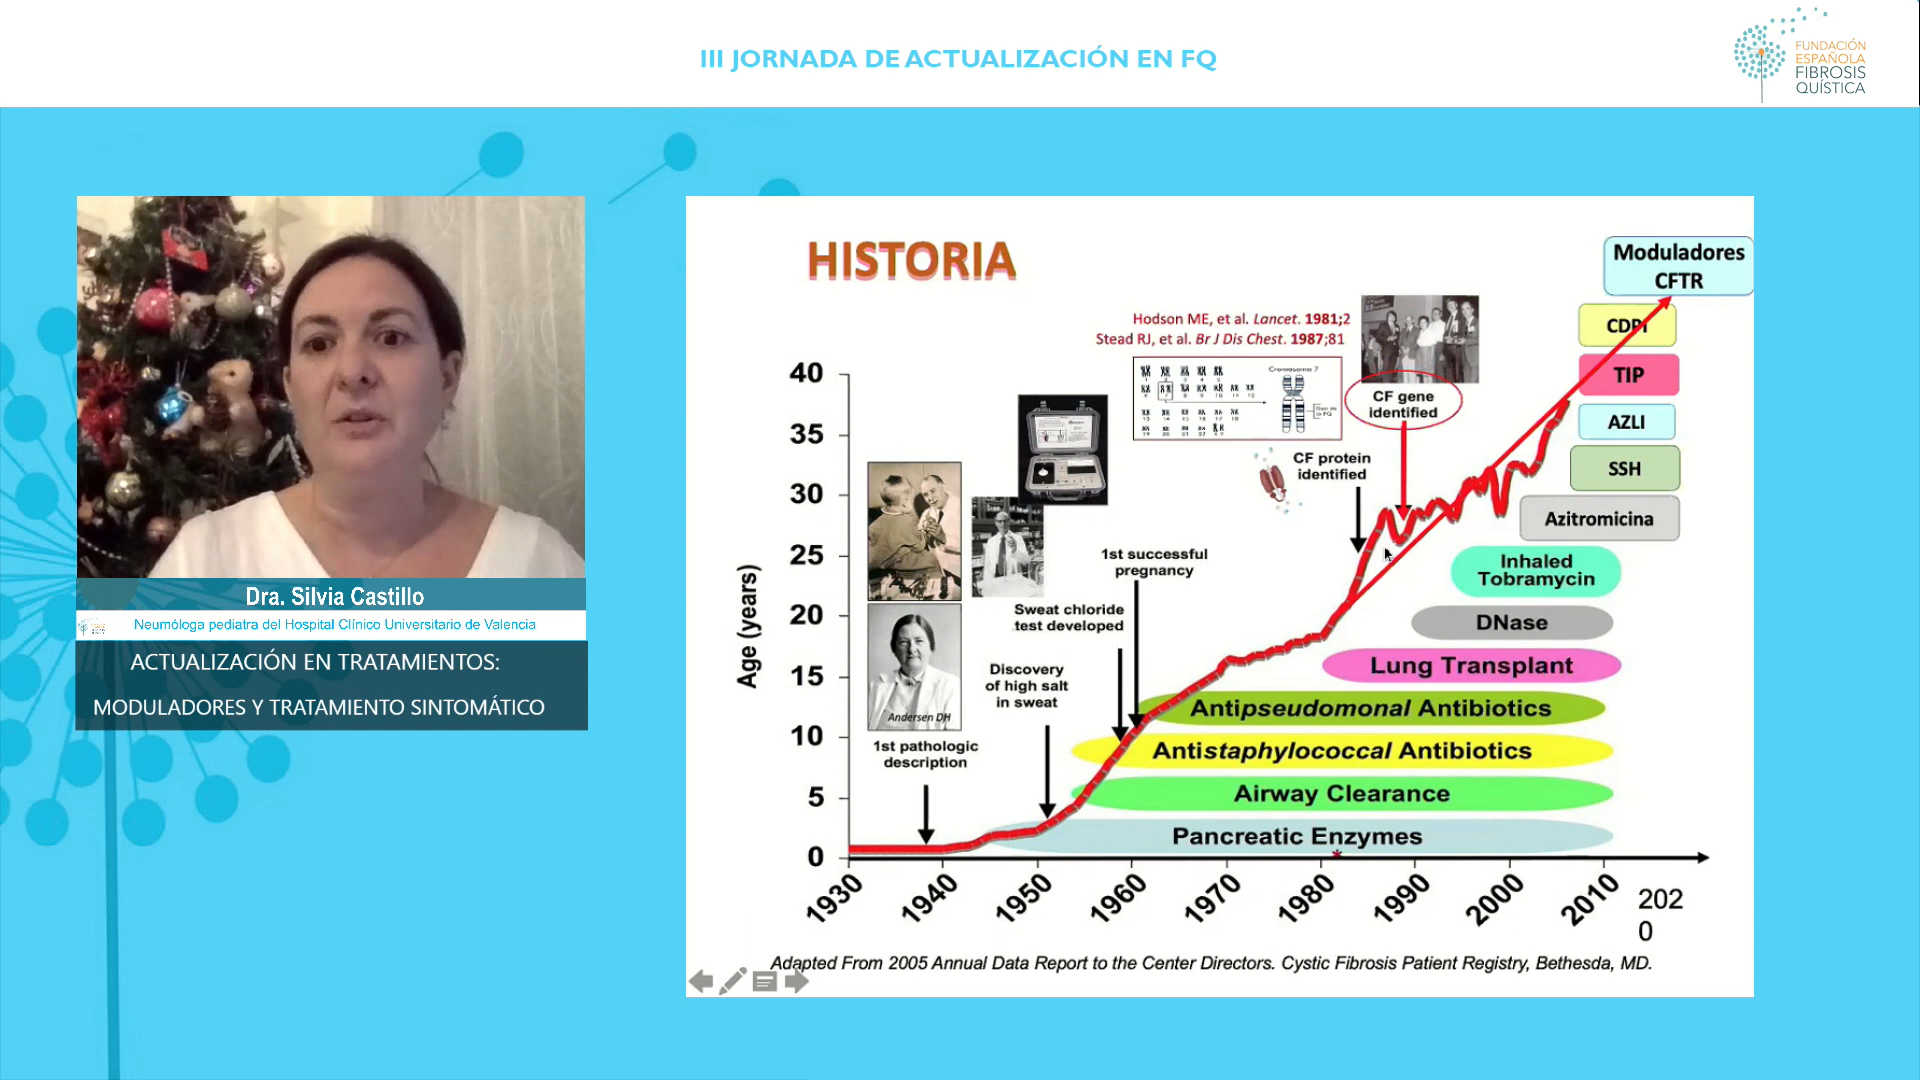 III JORNADA DE ACTUALIZACIÓN EN FQ
FUNDACIÓN
ESPAÑOLA
FIBROSIS
QUÍSTICA
Dra. Silvia Castillo
Neumóloga pediatra del Hospital Clínico Universitario de Valencia
ACTUALIZACIÓN EN TRATAMIENTOS:
MODULADORES Y TRATAMIENTO SINTOMÁTICO
HISTORIA
Moduladores
CFTR
CDPI
TIP
AZLI
SSH
Azitromicina
Inhaled
Tobramycin
DNase
Lung Transplant
Antipseudomonal Antibiotics
Antistaphylococcal Antibiotics
Airway Clearance
Pancreatic Enzymes
*
Hodson ME, et al. Lancet. 1981;2
Stead RJ, et al. Br J Dis Chest. 1987;81
Cromosoma 7
CF gene
identified
CF protein
identified
1st successful
pregnancy
Sweat chloride
test developed
Discovery
of high salt
in sweat
Andersen DH
1st pathologic
description
Age (years)
40
35
30
25
20
15
10
5
0
1930
1940
1950
1960
1970
1980
1990
2000
2010
202
0
Adapted From 2005 Annual Data Report to the Center Directors. Cystic Fibrosis Patient Registry, Bethesda, MD.